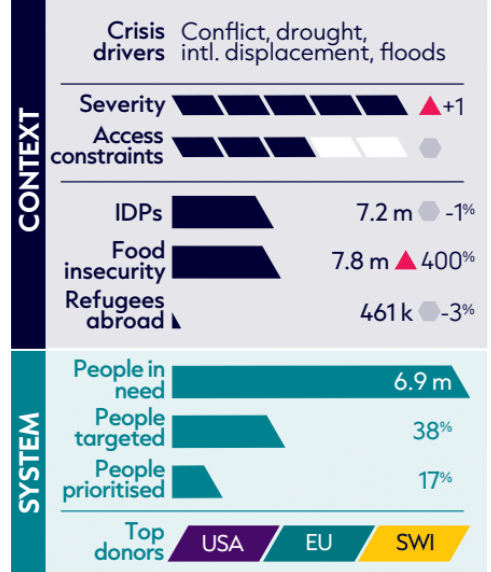 CONTEXT
Crisis drivers Conflict, drought, intl. displacement, floods
Severity +1
Access constraints
IDPs 7.2 m -1%
Food insecurity 7.8 m 400%
Refugees abroad 461 k -3%
SYSTEM
People in need 6.9 m
People targeted 38%
People prioritised 17%
Top donors USA EU SWI